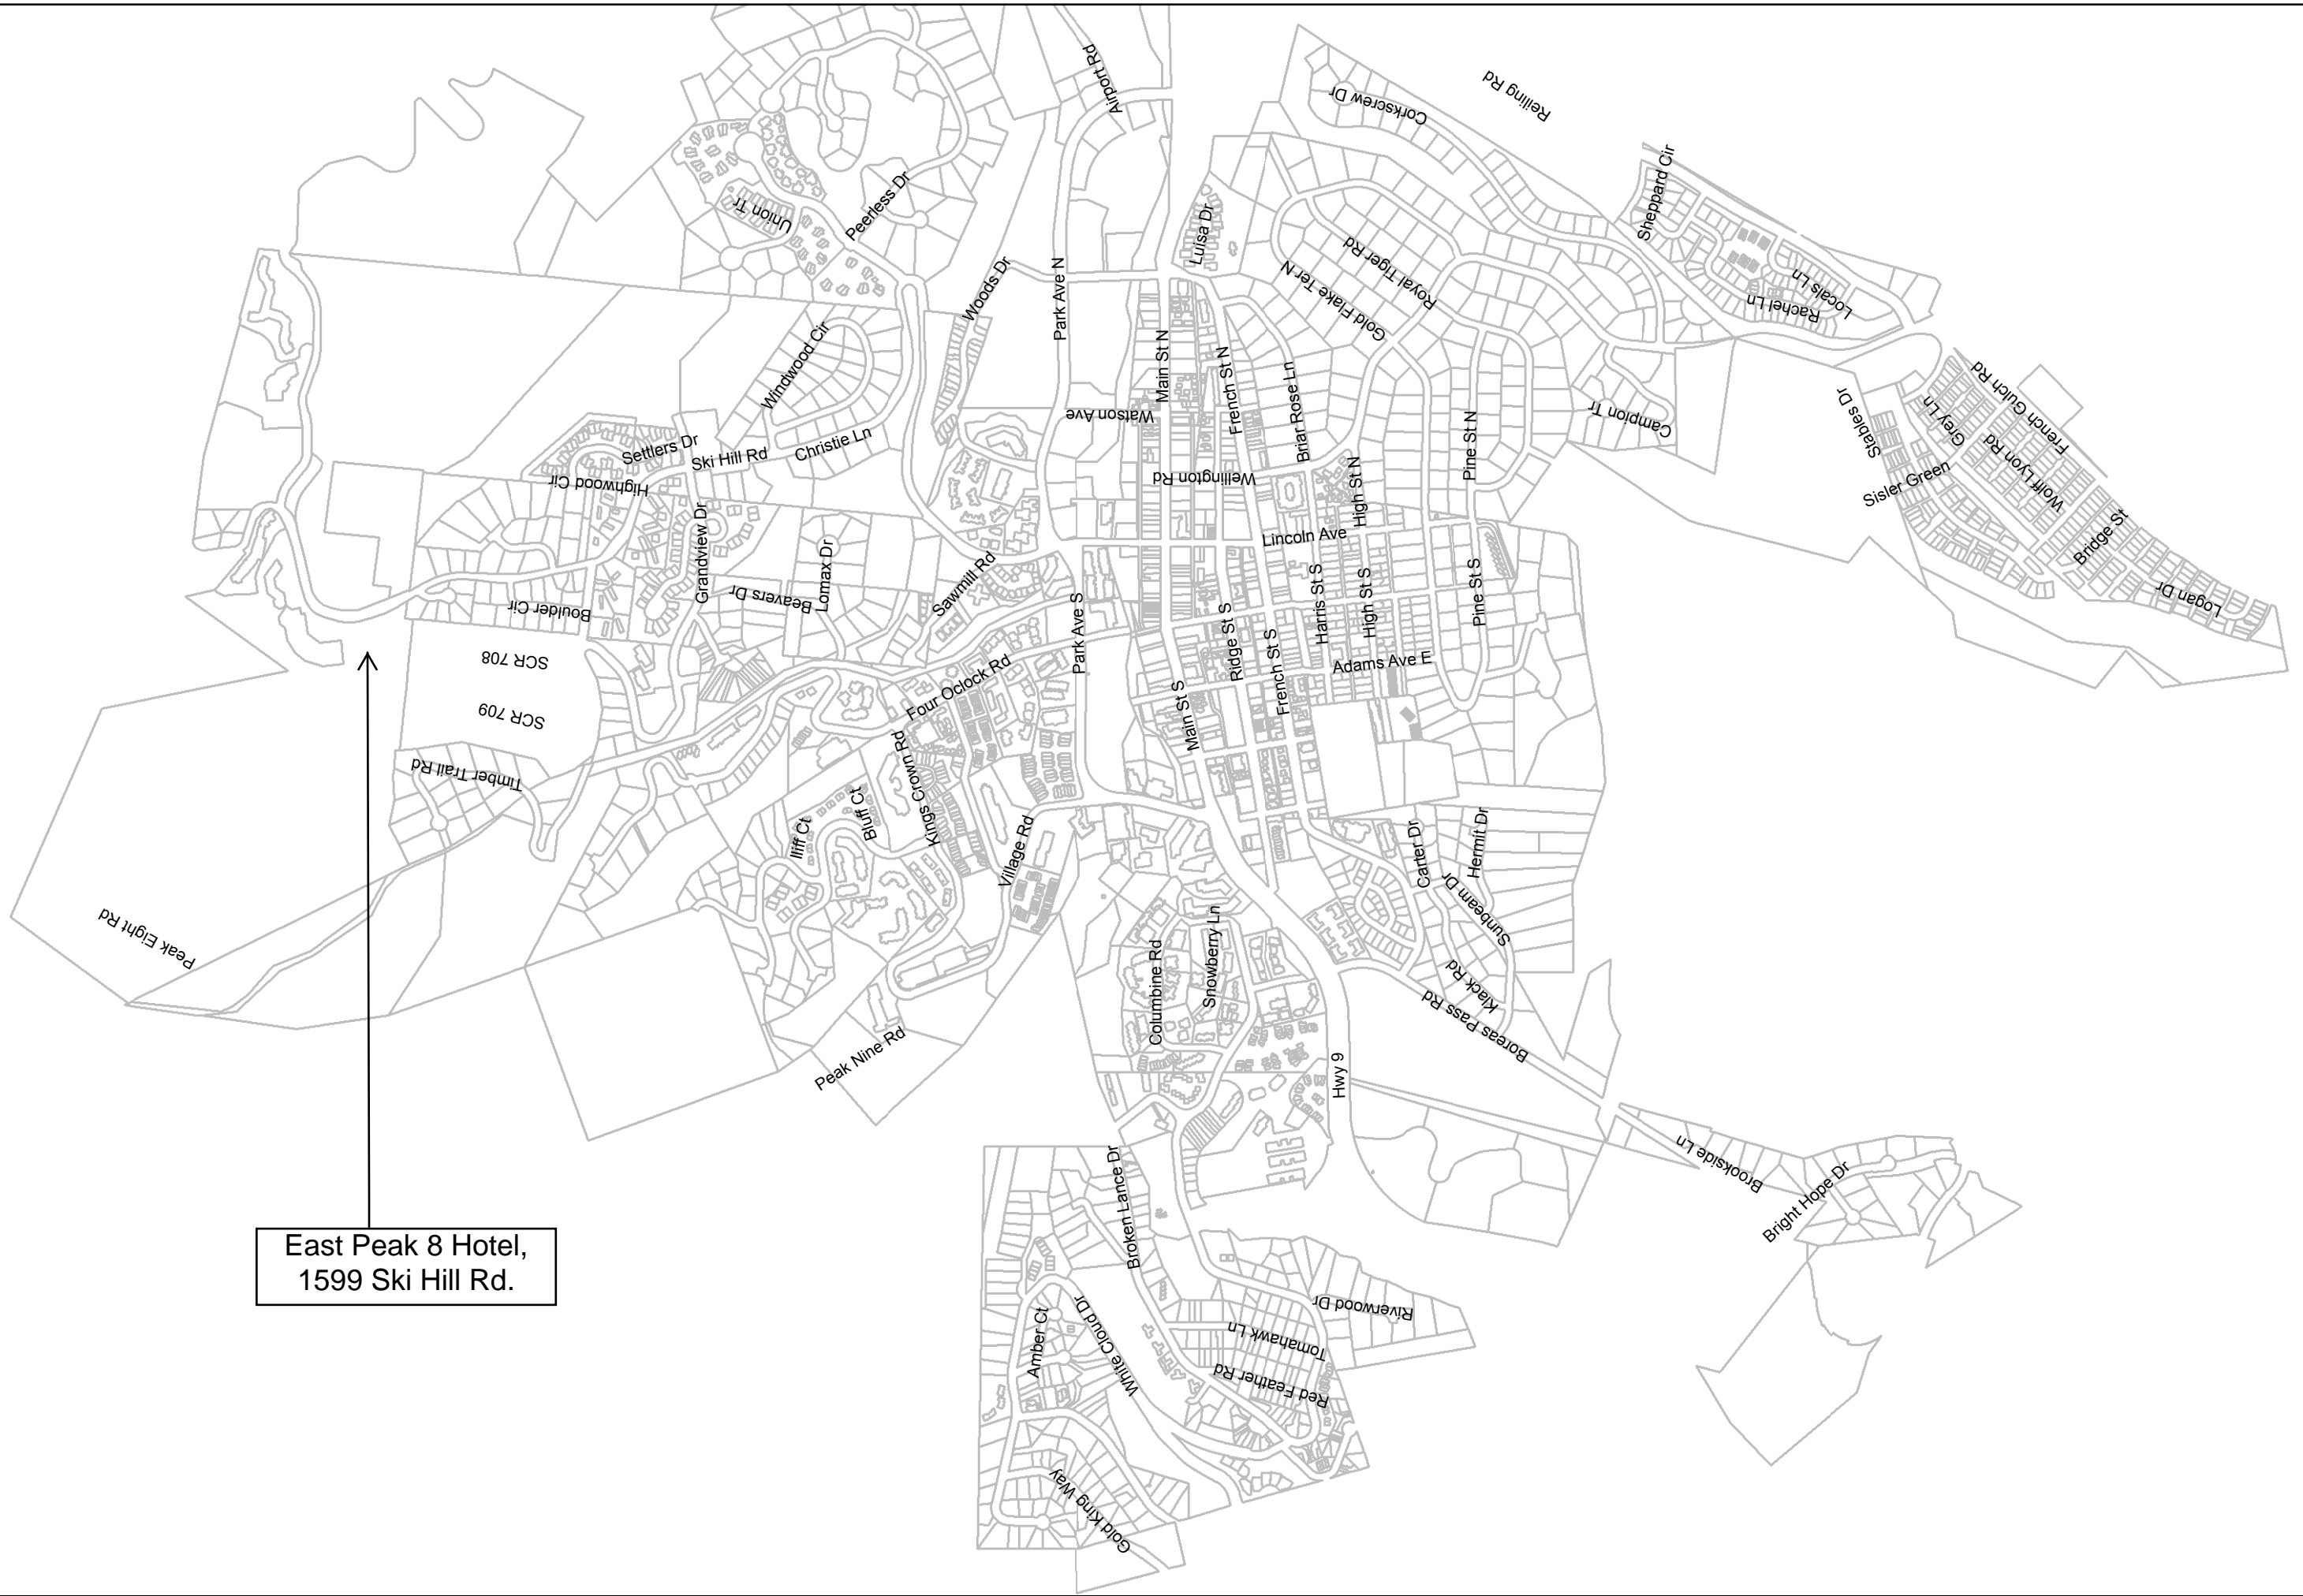 Airport Rd
Reiling Rd
Corkscrew Dr
Sheppard Cir
Peerless Dr
Union Tr
Luisa Dr
Woods Dr
Park Ave N
Royal Tiger Rd
Gold Flake Ter N
Locals Ln
Rachel Ln
Windwood Cir
Main St N
French St N
Briar Rose Ln
Watson Ave
Campion Tr
French Gulch Rd
Stables Dr
Grey Ln
Wolff Lyon Rd
Settlers Dr
Ski Hill Rd
Christie Ln
Highwood Cir
Wellington Rd
High St N
Pine St N
Sisler Green
Grandview Dr
Lomax Dr
Lincoln Ave
Bridge St
Boulder Cir
Beavers Dr
Sawmill Rd
Park Ave S
Ridge St S
French St S
Harris St S
High St S
Pine St S
Logan Dr
SCR 708
Four Oclock Rd
Adams Ave E
SCR 709
Main St S
Timber Trail Rd
Kings Crown Rd
Iliff Ct
Bluff Ct
Village Rd
Carter Dr
Hermit Dr
Sunbeam Dr
Peak Eight Rd
Columbine Rd
Snowberry Ln
Klack Rd
Boreas Pass Rd
Peak Nine Rd
Hwy 9
Brookside Ln
Bright Hope Dr
Broken Lance Dr
East Peak 8 Hotel,
1599 Ski Hill Rd.
Riverwood Dr
Amber Ct
White Cloud Dr
Tomahawk Ln
Red Feather Rd
Gold King Way